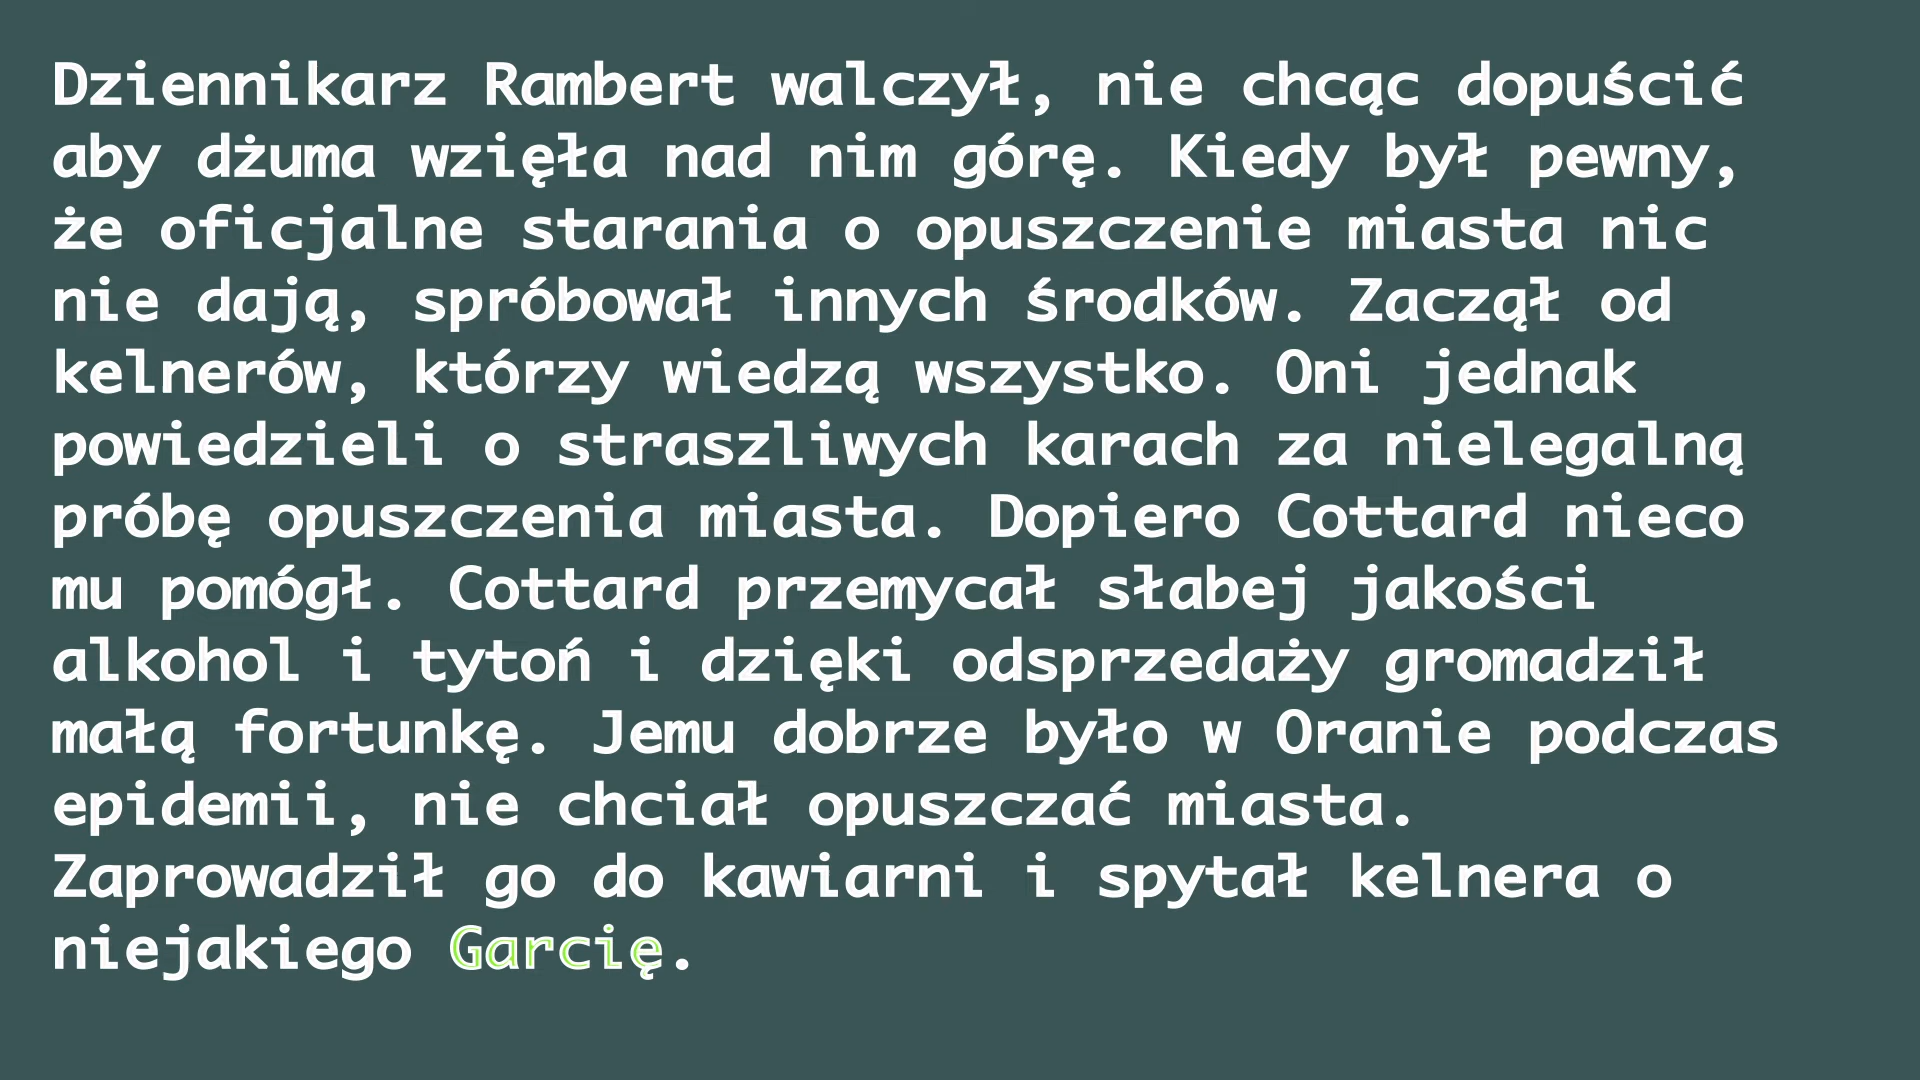 Dziennikarz Rambert walczył, nie chcąc dopuścić
aby dżuma wzięła nad nim górę. Kiedy był pewny,
że oficjalne starania o opuszczenie miasta nic
nie dają, spróbował innych środków. Zaczął od
kelnerów, którzy wiedzą wszystko. Oni jednak
powiedzieli o straszliwych karach za nielegalną
próbę opuszczenia miasta. Dopiero Cottard nieco
mu pomógł. Cottard przemycał słabej jakości
alkohol i tytoń i dzięki odsprzedaży gromadził
małą fortunkę. Jemu dobrze było w Oranie podczas
epidemii, nie chciał opuszczać miasta.
Zaprowadził go do kawiarni i spytał kelnera o
niejakiego Garcię.